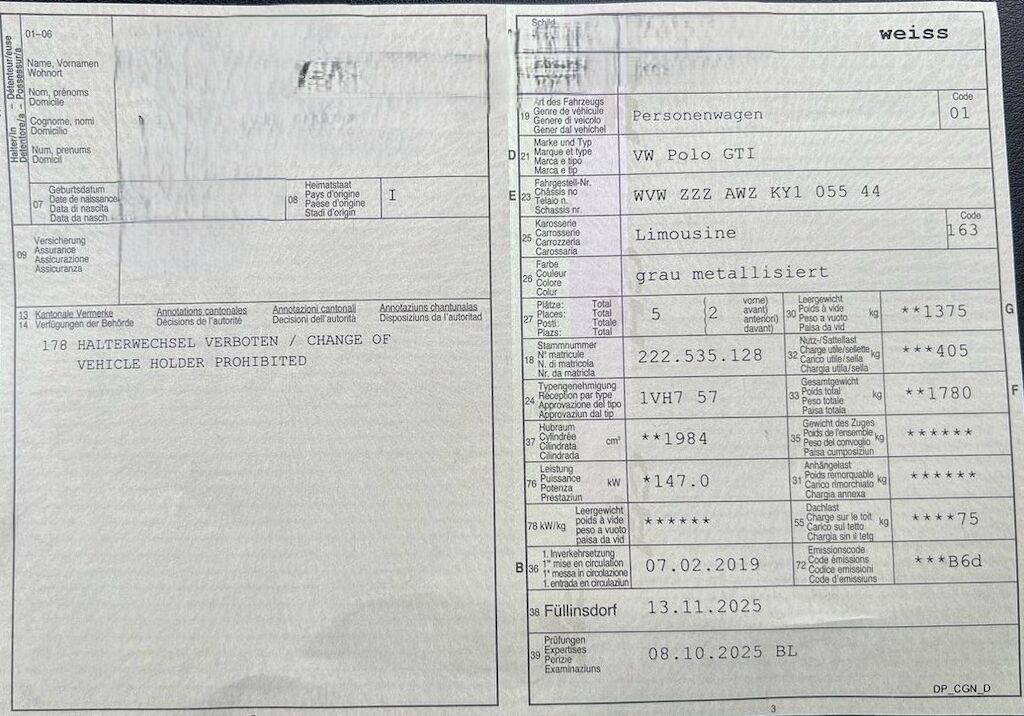 Halter/in – Détenteur/euse
Detentore/a – Possessur/a
01–06
Name, Vornamen
Wohnort
Nom, prénoms
Domicile
Cognome, nomi
Domicilio
Num, prenums
Domicil
07
Geburtsdatum
Date de naissance
Data di nascita
Data da nasch.
08
Heimatstaat
Pays d'origine
Paese d'origine
Stadi d'origin
I
09
Versicherung
Assurance
Assicurazione
Assicuranza
13 Kantonale Vermerke Annotations cantonales Annotazioni cantonali Annotaziuns chantunalas
14 Verfügungen der Behörde Décisions de l'autorité Decisioni dell'autorità Disposiziuns da l'autoritad
178 HALTERWECHSEL VERBOTEN / CHANGE OF
VEHICLE HOLDER PROHIBITED
Schild
weiss
19
Art des Fahrzeugs
Genre de véhicule
Genere di veicolo
Gener dal vehichel
Personenwagen
Code
01
D 21
Marke und Typ
Marque et type
Marca e tipo
Marca e tip
VW Polo GTI
E 23
Fahrgestell-Nr.
Châssis no
Telaio n.
Schassis nr.
WVW ZZZ AWZ KY1 055 44
25
Karosserie
Carrosserie
Carrozzeria
Carossaria
Limousine
Code
163
26
Farbe
Couleur
Colore
Colur
grau metallisiert
27
Plätze: Total
Places: Total
Posti: Totale
Plazs: Total
5
(2
vorne)
avant)
anteriori)
davant)
30
Leergewicht
Poids à vide
Peso a vuoto
Paisa da vid
kg
**1375
G
18
Stammnummer
N° matricule
N. di matricola
Nr. da matricla
222.535.128
32
Nutz-/Sattellast
Charge utile/sellette
Carico utile/sella
Chargia utila/sella
kg
***405
24
Typengenehmigung
Réception par type
Approvazione del tipo
Approvaziun dal tip
1VH7 57
33
Gesamtgewicht
Poids total
Peso totale
Paisa totala
kg
**1780
F
37
Hubraum
Cylindrée
Cilindrata
Cilindrada
cm³
**1984
35
Gewicht des Zuges
Poids de l'ensemble
Peso del convoglio
Paisa cumposiziun
kg
******
76
Leistung
Puissance
Potenza
Prestaziun
kW
*147.0
31
Anhängelast
Poids remorquable
Carico rimorchiato
Chargia annexa
kg
******
78 kW/kg
Leergewicht
poids à vide
peso a vuoto
paisa da vid
******
55
Dachlast
Charge sur le toit
Carico sul tetto
Chargia sin il tetg
kg
****75
B 36
1. Inverkehrsetzung
1re mise en circulation
1a messa in circolazione
1. entrada en circulaziun
07.02.2019
72
Emissionscode
Code émissions
Codice emissioni
Code d'emissiuns
***B6d
38 Füllinsdorf
13.11.2025
39
Prüfungen
Expertises
Perizie
Examinaziuns
08.10.2025 BL
DP_CGN_D
3